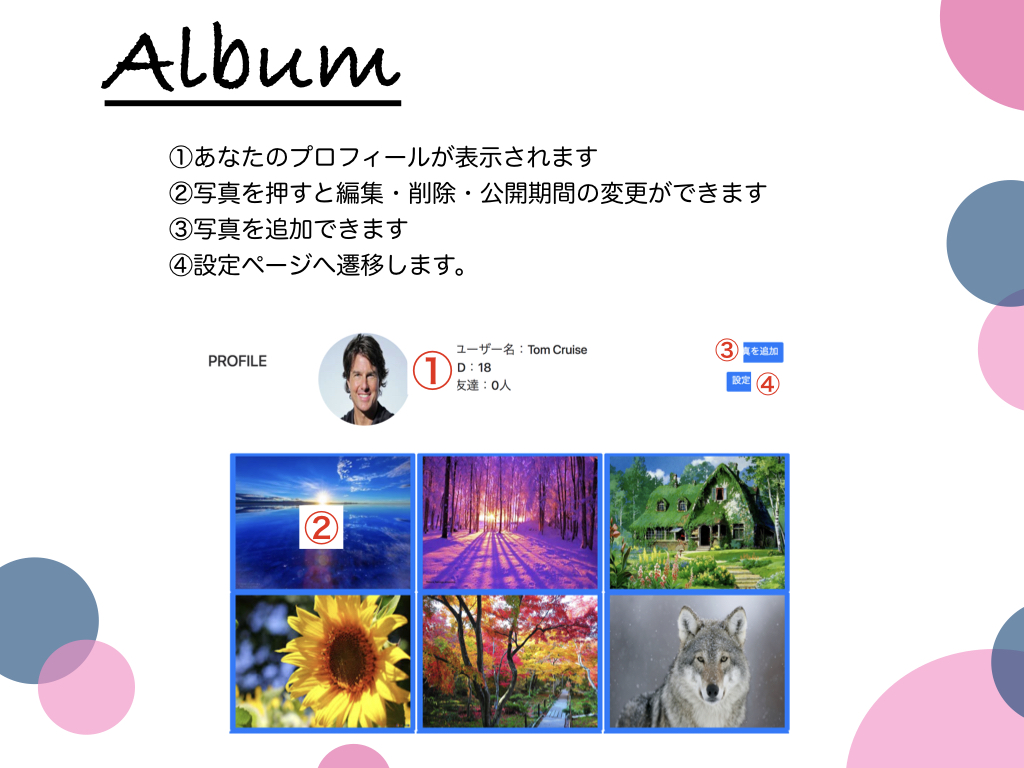 Album
①あなたのプロフィールが表示されます
②写真を押すと編集・削除・公開期間の変更ができます
③写真を追加できます
④設定ページへ遷移します。
PROFILE
①
ユーザー名：Tom Cruise
D：18
友達：0人
③ 真を追加
設定 ④
②